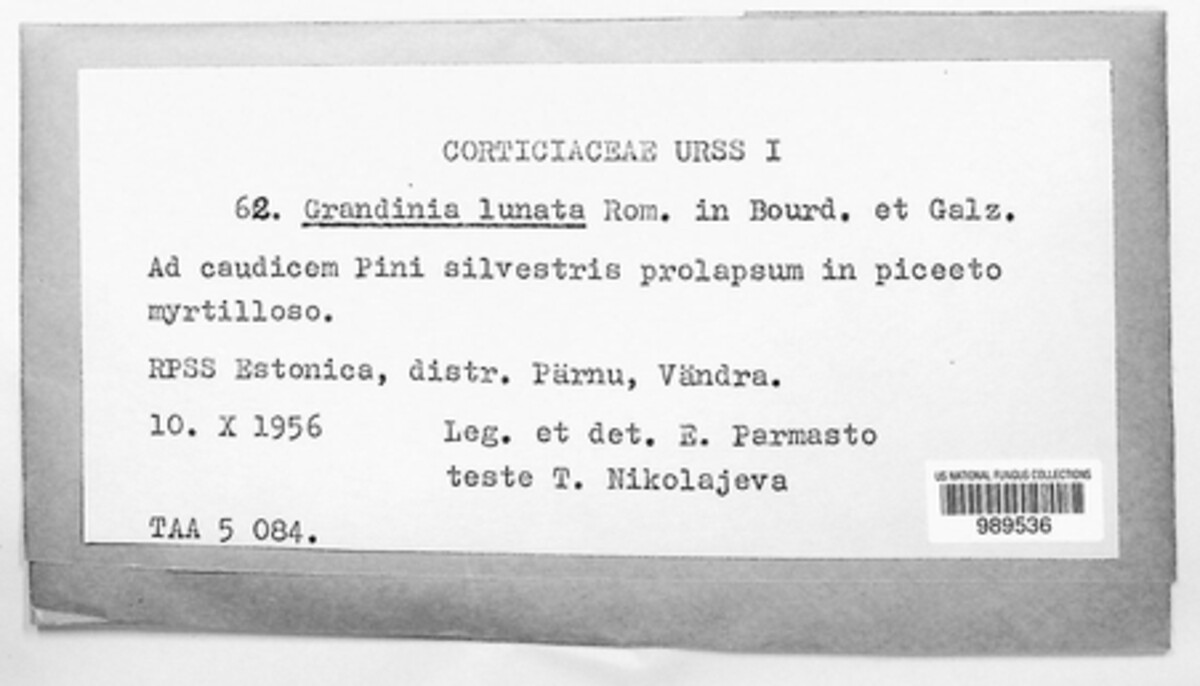 CORTICIACEAE URSS I
62. Grandinia lunata Rom. in Bourd. et Galz.
Ad caudicem Pini silvestris prolapsum in piceeto
myrtilloso.
RPSS Estonica, distr. Pärnu, Vändra.
10. X 1956 Leg. et det. E. Parmasto
teste T. Nikolajeva
TAA 5 084.
US NATIONAL FUNGUS COLLECTIONS
989536